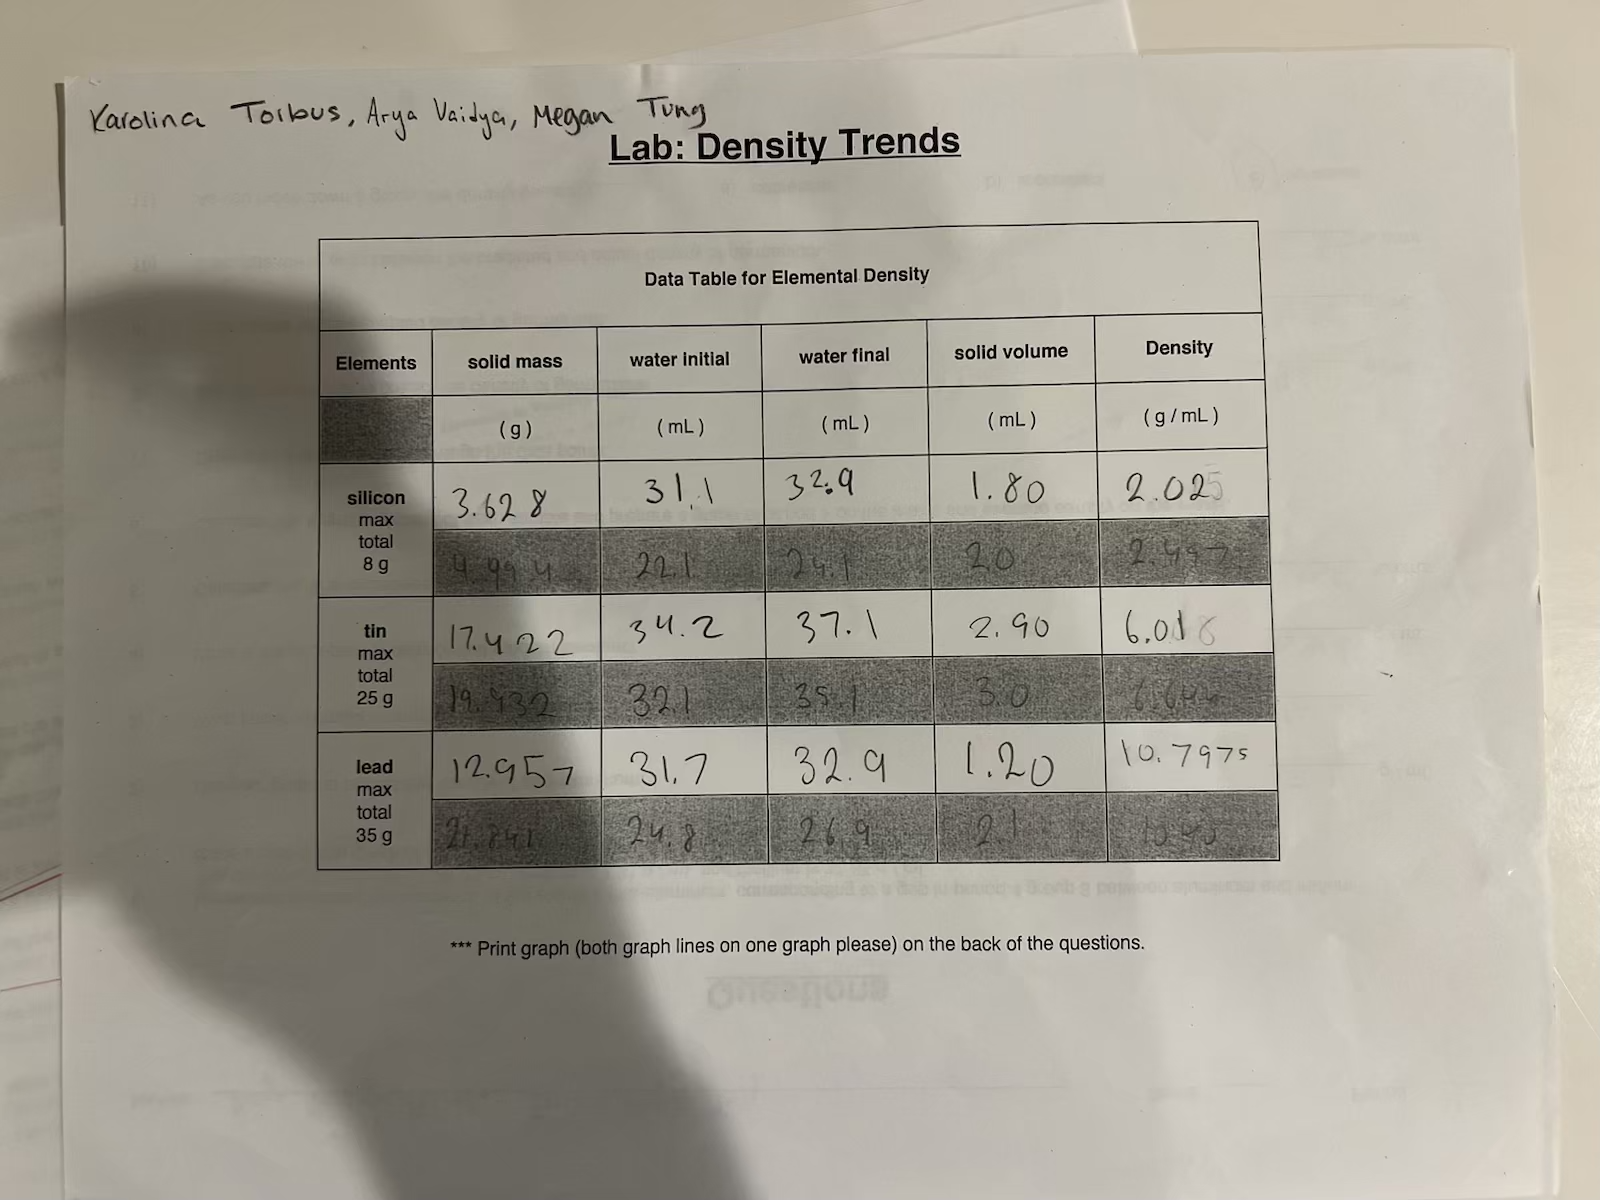 Karolina Torbus, Arya Vaidya, Megan Tung
Lab: Density Trends
Data Table for Elemental Density
Elements solid mass water initial water final solid volume Density
(g) (mL) (mL) (mL) (g/mL)
silicon max total 8 g
3.628 31.1 32.9 1.80 2.025
4.994 22.1 24.1 2.0 2.497
tin max total 25 g
17.422 34.2 37.1 2.90 6.018
19.932 32.1 35.1 3.0
lead max total 35 g
12.957 31.7 32.9 1.20 10.7975
21.841 24.8 26.9 2.1
*** Print graph (both graph lines on one graph please) on the back of the questions.
Questions